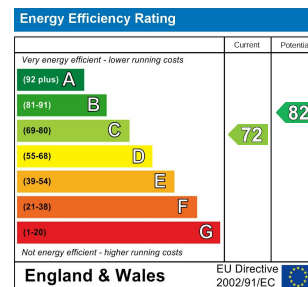 Energy Efficiency Rating
Current Potentia
Very energy efficient - lower running costs
(92 plus) A
(81-91) B
82
(69-80) C
72
(55-68) D
(39-54) E
(21-38) F
(1-20) G
Not energy efficient - higher running costs
England & Wales
EU Directive
2002/91/EC